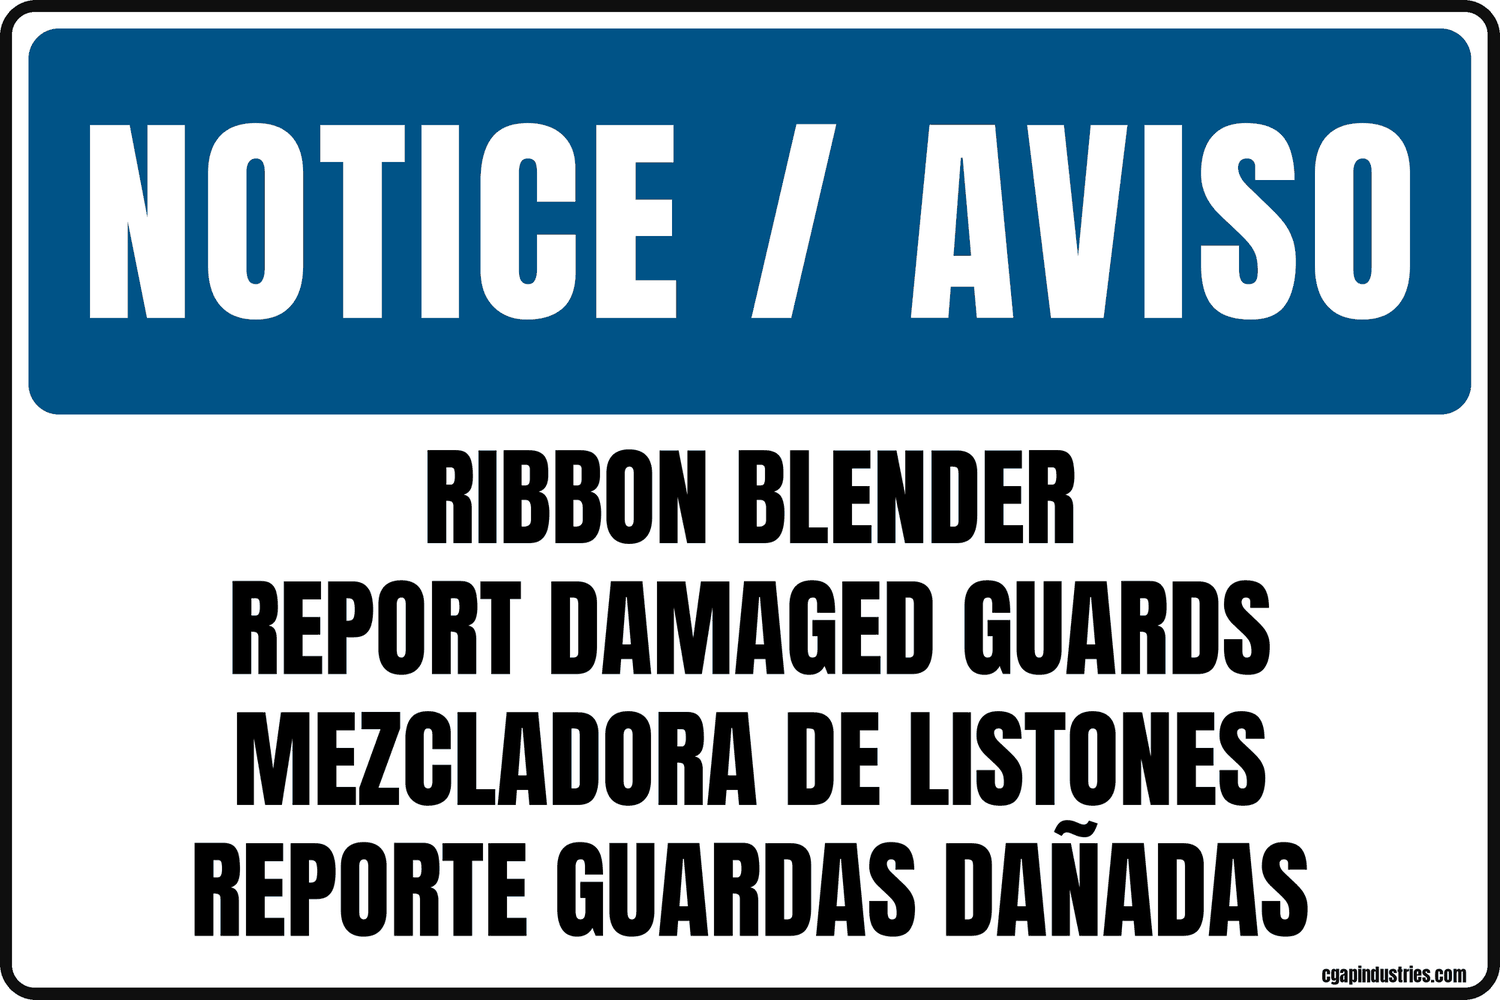 NOTICE / AVISO
RIBBON BLENDER
REPORT DAMAGED GUARDS
MEZCLADORA DE LISTONES
REPORTE GUARDAS DAÑADAS
cgapindustries.com